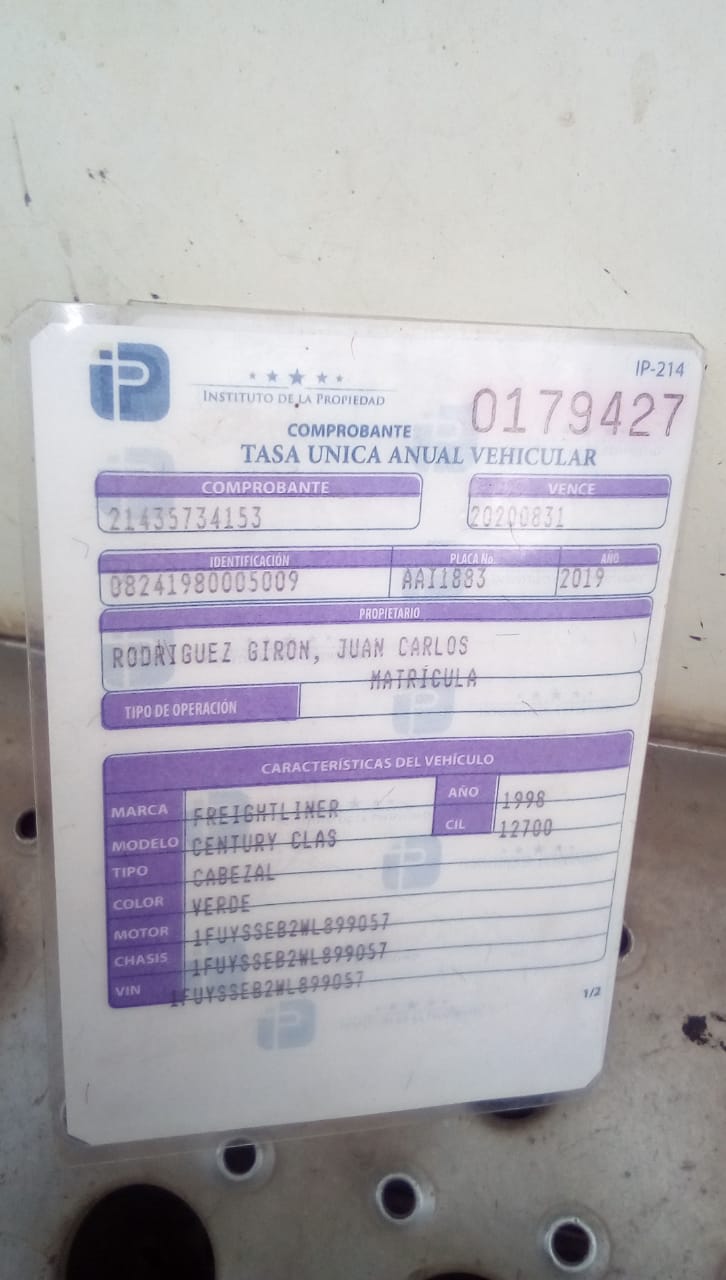 iP
INSTITUTO DE LA PROPIEDAD
IP-214
0179427
COMPROBANTE
TASA UNICA ANUAL VEHICULAR
COMPROBANTE VENCE
21435734153 20200831
IDENTIFICACIÓN PLACA No. AÑO
08241980005009 AAI1883 2019
PROPIETARIO
RODRIGUEZ GIRON, JUAN CARLOS
MATRÍCULA
TIPO DE OPERACIÓN
CARACTERÍSTICAS DEL VEHÍCULO
MARCA FREIGHTLINER AÑO 1998
MODELO CENTURY CLAS CIL 12700
TIPO CABEZAL
COLOR VERDE
MOTOR 1FUYSSEB2WL899057
CHASIS 1FUYSSEB2WL899057
VIN 1FUYSSEB2WL899057
1/2